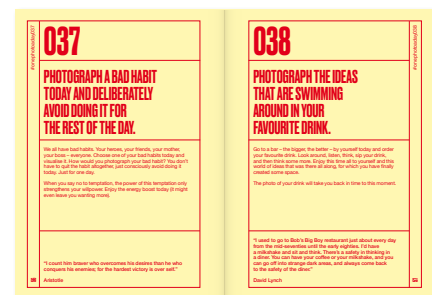 #onephotoaday037
037
PHOTOGRAPH A BAD HABIT
TODAY AND DELIBERATELY
AVOID DOING IT FOR
THE REST OF THE DAY.
We all have bad habits. Your heroes, your friends, your mother,
your boss – everyone. Choose one of your bad habits today and
visualise it. How would you photograph your bad habit? You don't
have to quit the habit altogether, just consciously avoid doing it
today. Just for one day.
When you say no to temptation, the power of this temptation only
strengthens your willpower. Enjoy the energy boost today (it might
even leave you wanting more).
"I count him braver who overcomes his desires than he who
conquers his enemies; for the hardest victory is over self."
Aristotle
038
#onephotoaday038
PHOTOGRAPH THE IDEAS
THAT ARE SWIMMING
AROUND IN YOUR
FAVOURITE DRINK.
Go to a bar – the bigger, the better – by yourself today and order
your favourite drink. Look around, listen, think, sip your drink,
and then think some more. Enjoy this time all to yourself and this
world of ideas that was there all along, for which you have finally
created some space.
The photo of your drink will take you back in time to this moment.
"I used to go to Bob's Big Boy restaurant just about every day
from the mid-seventies until the early eighties. I'd have
a milkshake and sit and think. There's a safety in thinking in
a diner. You can have your coffee or your milkshake, and you
can go off into strange dark areas, and always come back
to the safety of the diner."
David Lynch